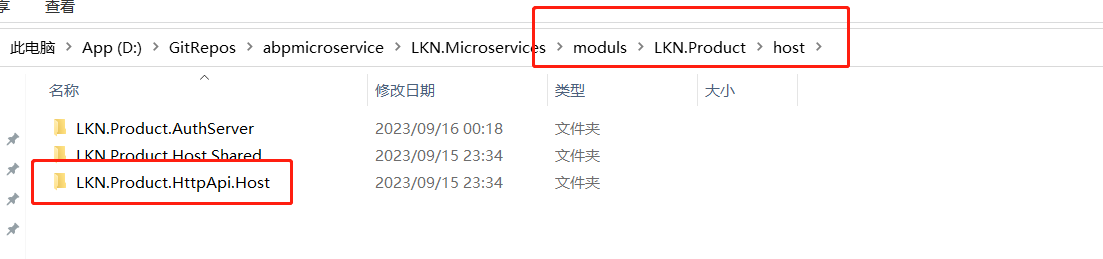 享 查看
此电脑 App (D:) GitRepos abpmicroservice LKN.Microservices moduls LKN.Product host
名称 修改日期 类型 大小
LKN.Product.AuthServer 2023/09/16 00:18 文件夹
LKN.Product.Host.Shared 2023/09/15 23:34 文件夹
LKN.Product.HttpApi.Host 2023/09/15 23:34 文件夹